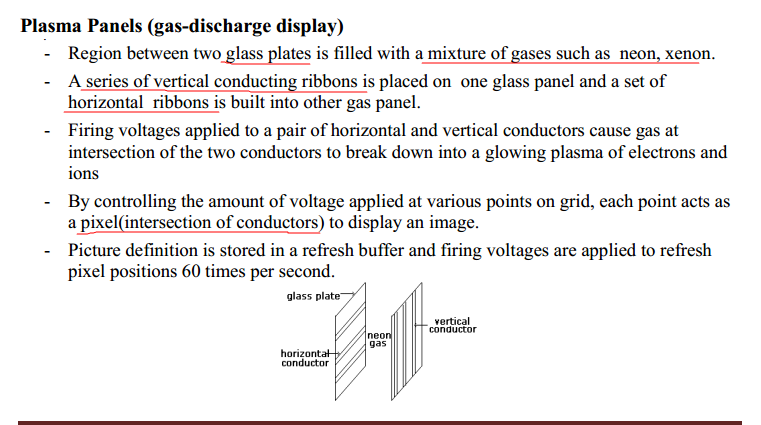 Plasma Panels (gas-discharge display)
- Region between two glass plates is filled with a mixture of gases such as neon, xenon.
- A series of vertical conducting ribbons is placed on one glass panel and a set of
horizontal ribbons is built into other gas panel.
- Firing voltages applied to a pair of horizontal and vertical conductors cause gas at
intersection of the two conductors to break down into a glowing plasma of electrons and
ions
- By controlling the amount of voltage applied at various points on grid, each point acts as
a pixel(intersection of conductors) to display an image.
- Picture definition is stored in a refresh buffer and firing voltages are applied to refresh
pixel positions 60 times per second.
glass plate
vertical
conductor
neon
gas
horizontal
conductor